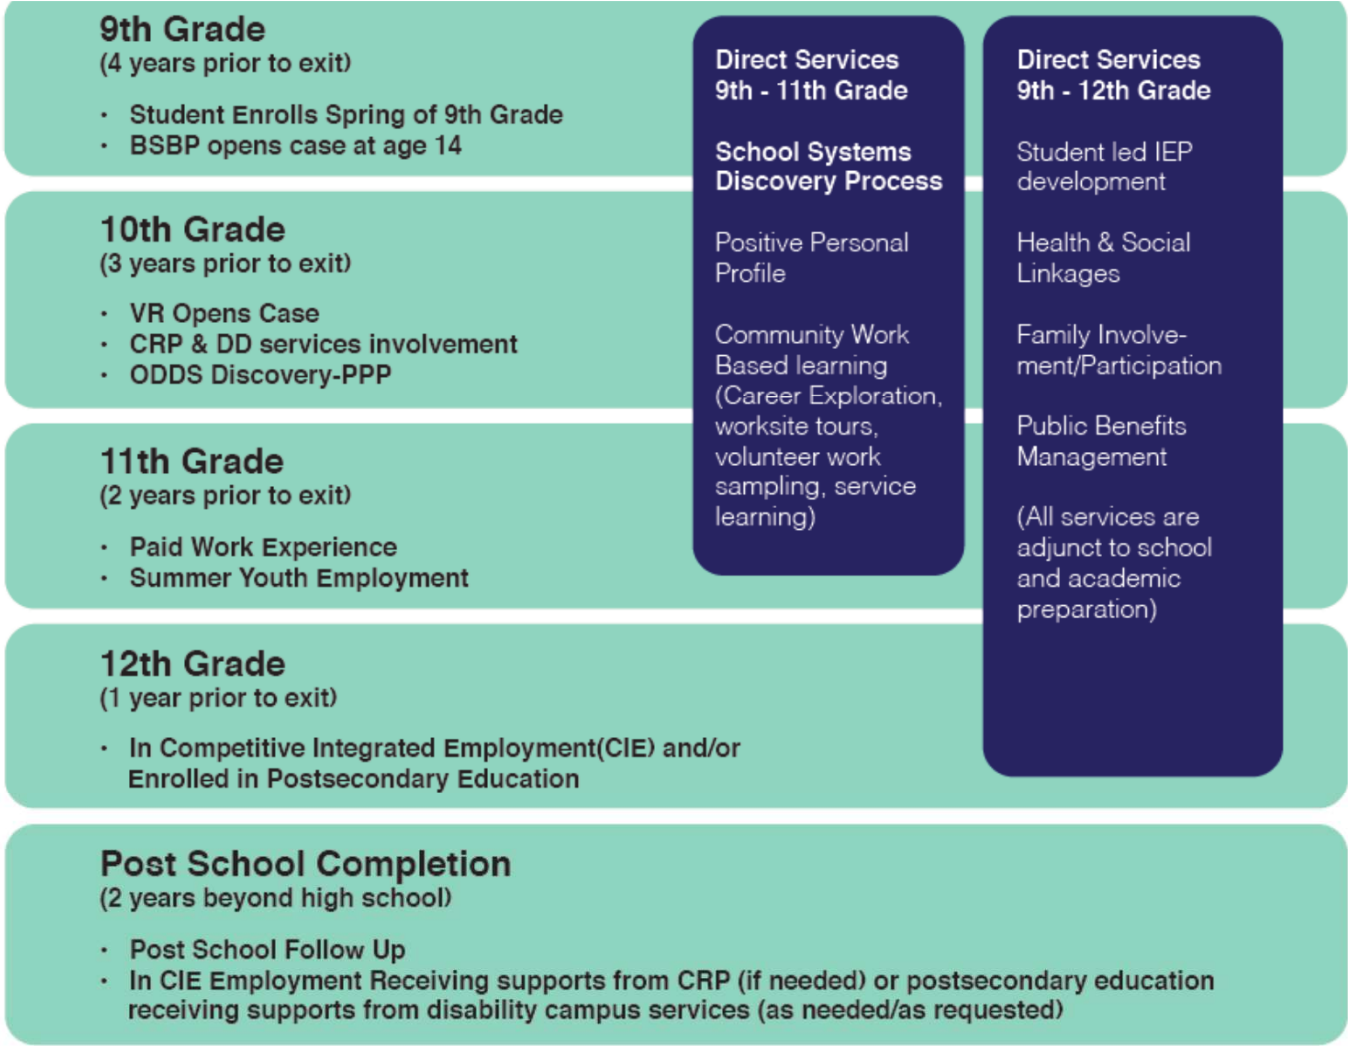 9th Grade
(4 years prior to exit)
· Student Enrolls Spring of 9th Grade
· BSBP opens case at age 14
10th Grade
(3 years prior to exit)
· VR Opens Case
· CRP & DD services involvement
· ODDS Discovery-PPP
11th Grade
(2 years prior to exit)
· Paid Work Experience
· Summer Youth Employment
12th Grade
(1 year prior to exit)
· In Competitive Integrated Employment(CIE) and/or
Enrolled in Postsecondary Education
Post School Completion
(2 years beyond high school)
· Post School Follow Up
· In CIE Employment Receiving supports from CRP (if needed) or postsecondary education
receiving supports from disability campus services (as needed/as requested)
Direct Services
9th - 11th Grade
School Systems
Discovery Process
Positive Personal
Profile
Community Work
Based learning
(Career Exploration,
worksite tours,
volunteer work
sampling, service
learning)
Direct Services
9th - 12th Grade
Student led IEP
development
Health & Social
Linkages
Family Involve-
ment/Participation
Public Benefits
Management
(All services are
adjunct to school
and academic
preparation)